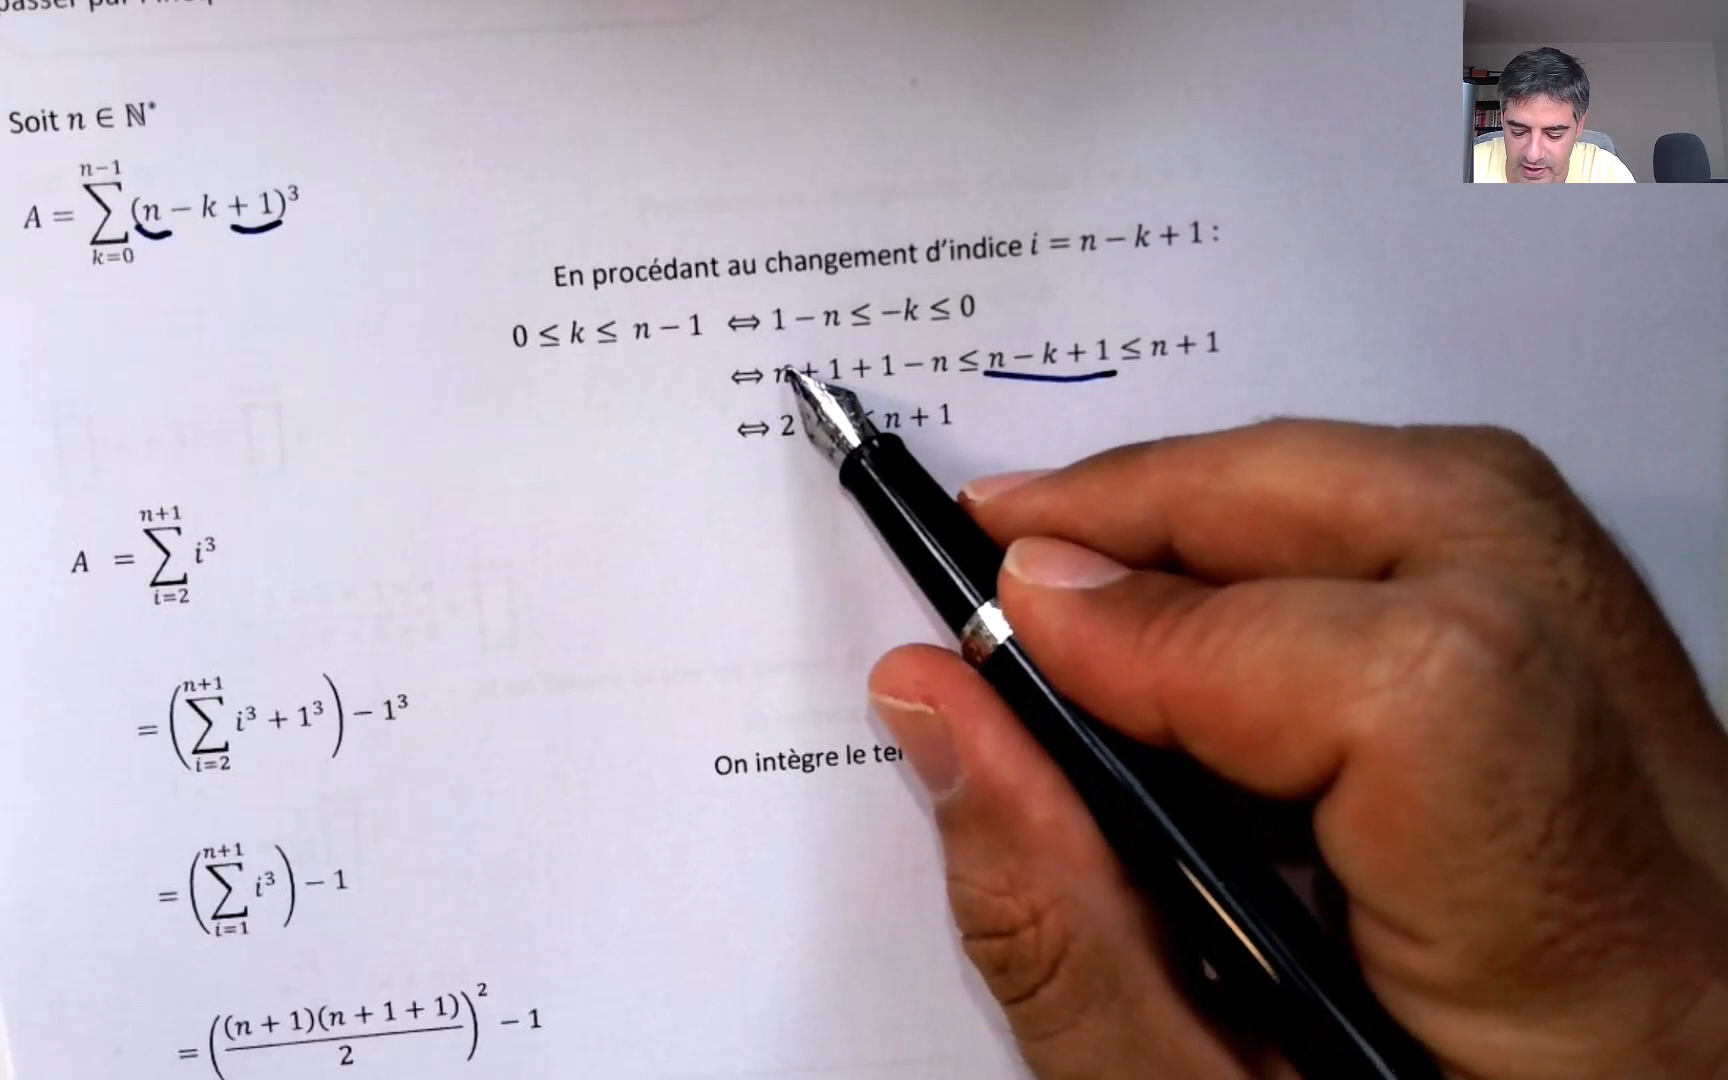 Soit n ∈ ℕ*
A = ∑_{k=0}^{n−1} (n − k + 1)³
En procédant au changement d'indice i = n − k + 1 :
0 ≤ k ≤ n − 1 ⟺ 1 − n ≤ −k ≤ 0
⟺ n + 1 + 1 − n ≤ n − k + 1 ≤ n + 1
⟺ 2 n + 1
A = ∑_{i=2}^{n+1} i³
= (∑_{i=2}^{n+1} i³ + 1³) − 1³
On intègre le
= (∑_{i=1}^{n+1} i³) − 1
= ((n + 1)(n + 1 + 1) / 2)² − 1